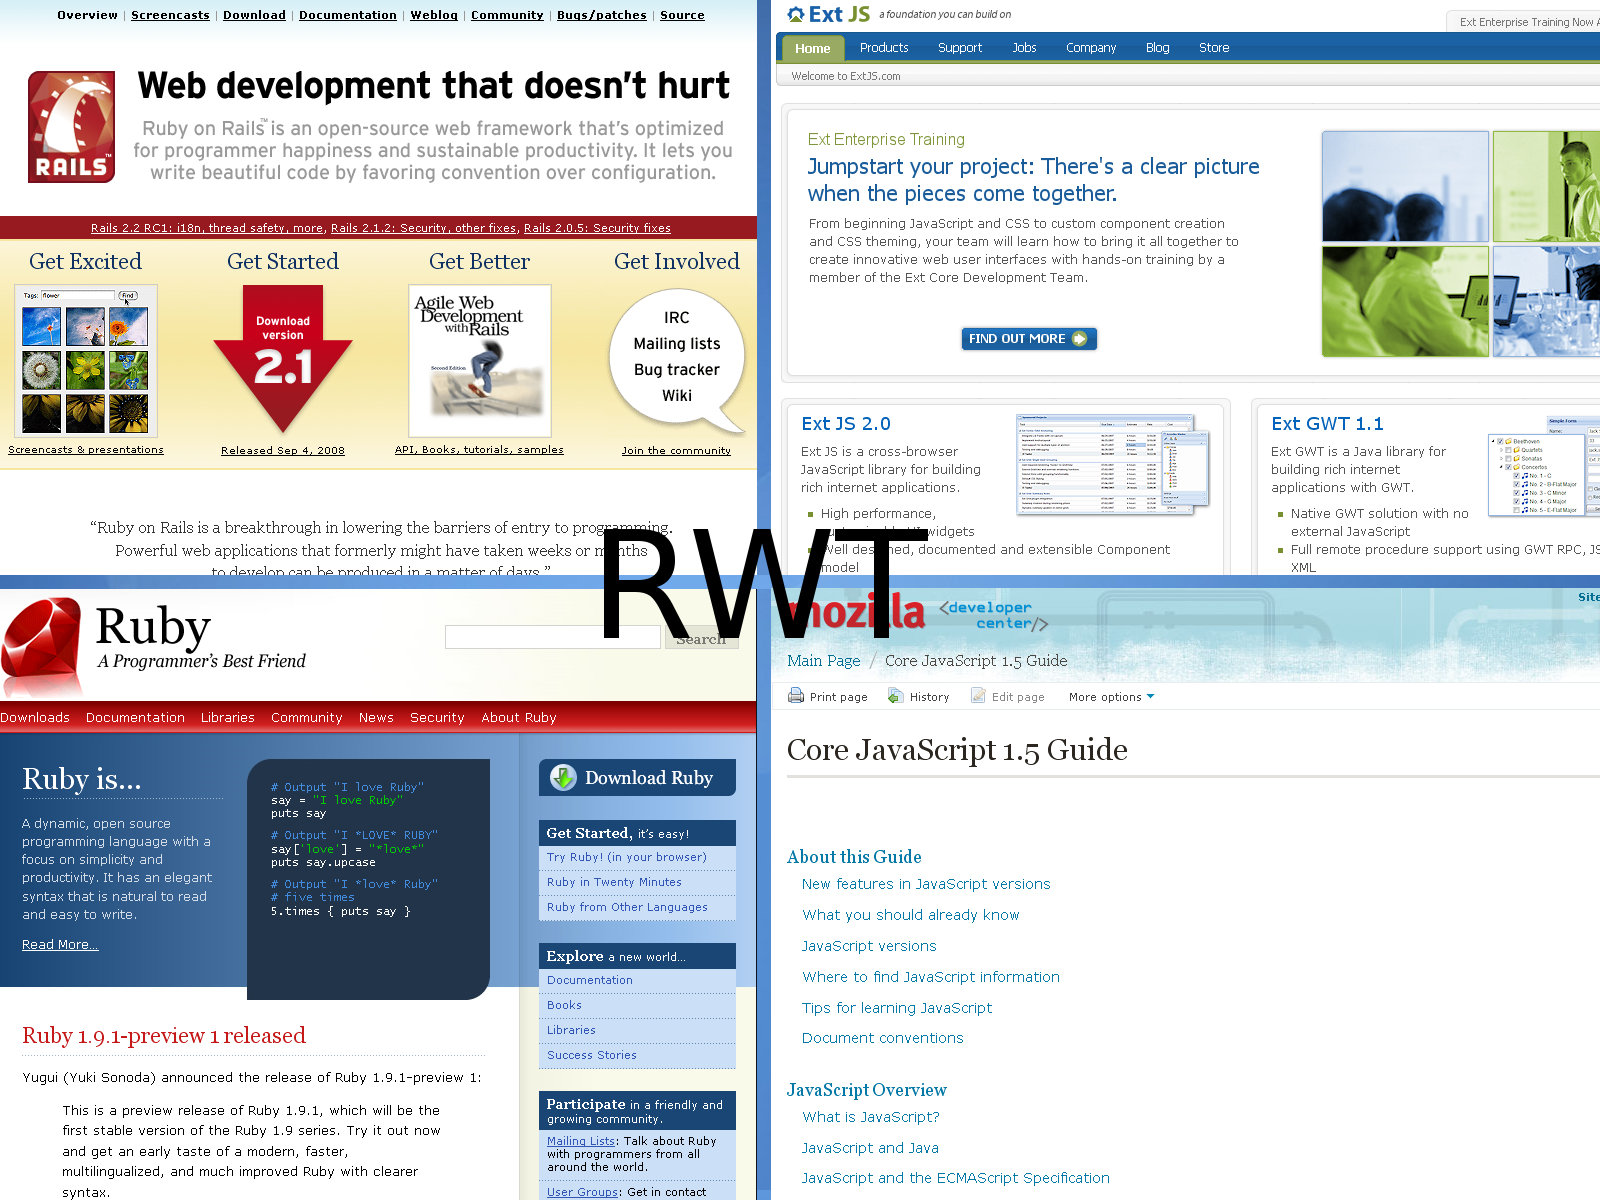 Overview | Screencasts | Download | Documentation | Weblog | Community | Bugs/patches | Source
RAILS™
Web development that doesn't hurt
Ruby on Rails™ is an open-source web framework that's optimized
for programmer happiness and sustainable productivity. It lets you
write beautiful code by favoring convention over configuration.
Rails 2.2 RC1: i18n, thread safety, more, Rails 2.1.2: Security, other fixes, Rails 2.0.5: Security fixes
Get Excited
Tags: flower Find
Screencasts & presentations
Get Started
Download
version
2.1
Released Sep 4, 2008
Get Better
Agile Web
Development
with Rails
Second Edition
API, Books, tutorials, samples
Get Involved
IRC
Mailing lists
Bug tracker
Wiki
Join the community
“Ruby on Rails is a breakthrough in lowering the barriers of entry to programming.
Powerful web applications that formerly might have taken weeks or months
to develop can be produced in a matter of days.”
Ext JS a foundation you can build on
Ext Enterprise Training Now A
Home Products Support Jobs Company Blog Store
Welcome to ExtJS.com
Ext Enterprise Training
Jumpstart your project: There's a clear picture
when the pieces come together.
From beginning JavaScript and CSS to custom component creation
and CSS theming, your team will learn how to bring it all together to
create innovative web user interfaces with hands-on training by a
member of the Ext Core Development Team.
FIND OUT MORE
Ext JS 2.0
Ext JS is a cross-browser
JavaScript library for building
rich internet applications.
High performance,
widgets
Well designed, documented and extensible Component
model
Ext GWT 1.1
Ext GWT is a Java library for
building rich internet
applications with GWT.
Native GWT solution with no
external JavaScript
Full remote procedure support using GWT RPC, JS
XML
Simple Form
Name:
Beethoven
Quartets
Sonatas
Concertos
No. 1 - C
No. 2 - B-Flat Major
No. 3 - C Minor
No. 4 - G Major
No. 5 - E-Flat Major
RWT
Ruby
A Programmer's Best Friend
Search
Downloads Documentation Libraries Community News Security About Ruby
Ruby is...
A dynamic, open source
programming language with a
focus on simplicity and
productivity. It has an elegant
syntax that is natural to read
and easy to write.
Read More...
# Output "I love Ruby"
say = "I love Ruby"
puts say
# Output "I *LOVE* RUBY"
say['love'] = "*love*"
puts say.upcase
# Output "I *love* Ruby"
# five times
5.times { puts say }
Download Ruby
Get Started, it's easy!
Try Ruby! (in your browser)
Ruby in Twenty Minutes
Ruby from Other Languages
Explore a new world...
Documentation
Books
Libraries
Success Stories
Participate in a friendly and
growing community.
Mailing Lists: Talk about Ruby
with programmers from all
around the world.
User Groups: Get in contact
Ruby 1.9.1-preview 1 released
Yugui (Yuki Sonoda) announced the release of Ruby 1.9.1-preview 1:
This is a preview release of Ruby 1.9.1, which will be the
first stable version of the Ruby 1.9 series. Try it out now
and get an early taste of a modern, faster,
multilingualized, and much improved Ruby with clearer
syntax.
mozilla <developer
center/>
Site
Main Page / Core JavaScript 1.5 Guide
Print page History Edit page More options
Core JavaScript 1.5 Guide
About this Guide
New features in JavaScript versions
What you should already know
JavaScript versions
Where to find JavaScript information
Tips for learning JavaScript
Document conventions
JavaScript Overview
What is JavaScript?
JavaScript and Java
JavaScript and the ECMAScript Specification